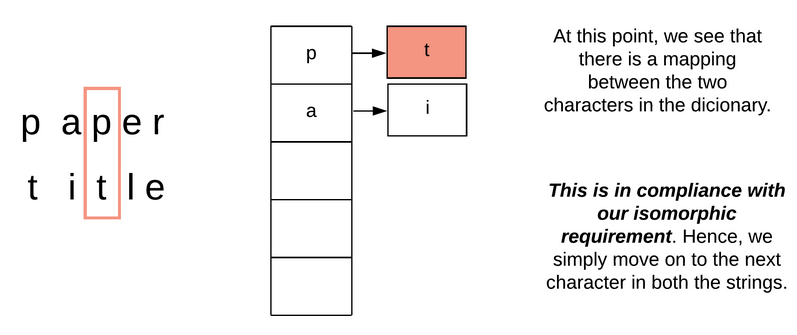 p a p e r
t i t l e
p
t
a
i
At this point, we see that
there is a mapping
between the two
characters in the dicionary.
This is in compliance with
our isomorphic
requirement. Hence, we
simply move on to the next
character in both the strings.